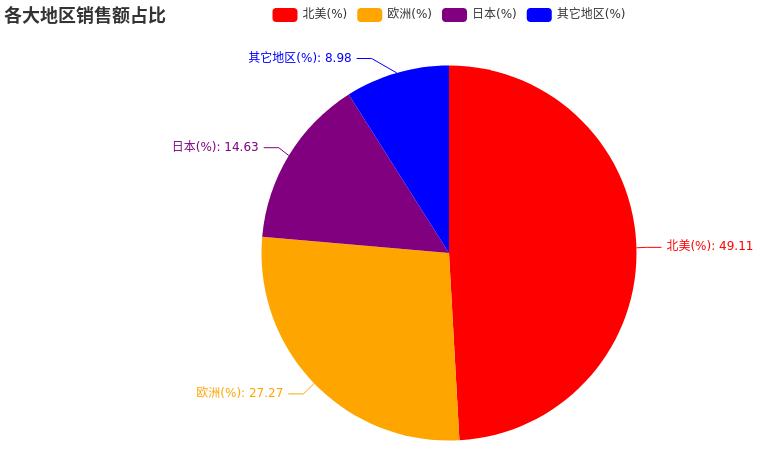 各大地区销售额占比
北美(%) 欧洲(%) 日本(%) 其它地区(%)
其它地区(%): 8.98
日本(%): 14.63
北美(%): 49.11
欧洲(%): 27.27